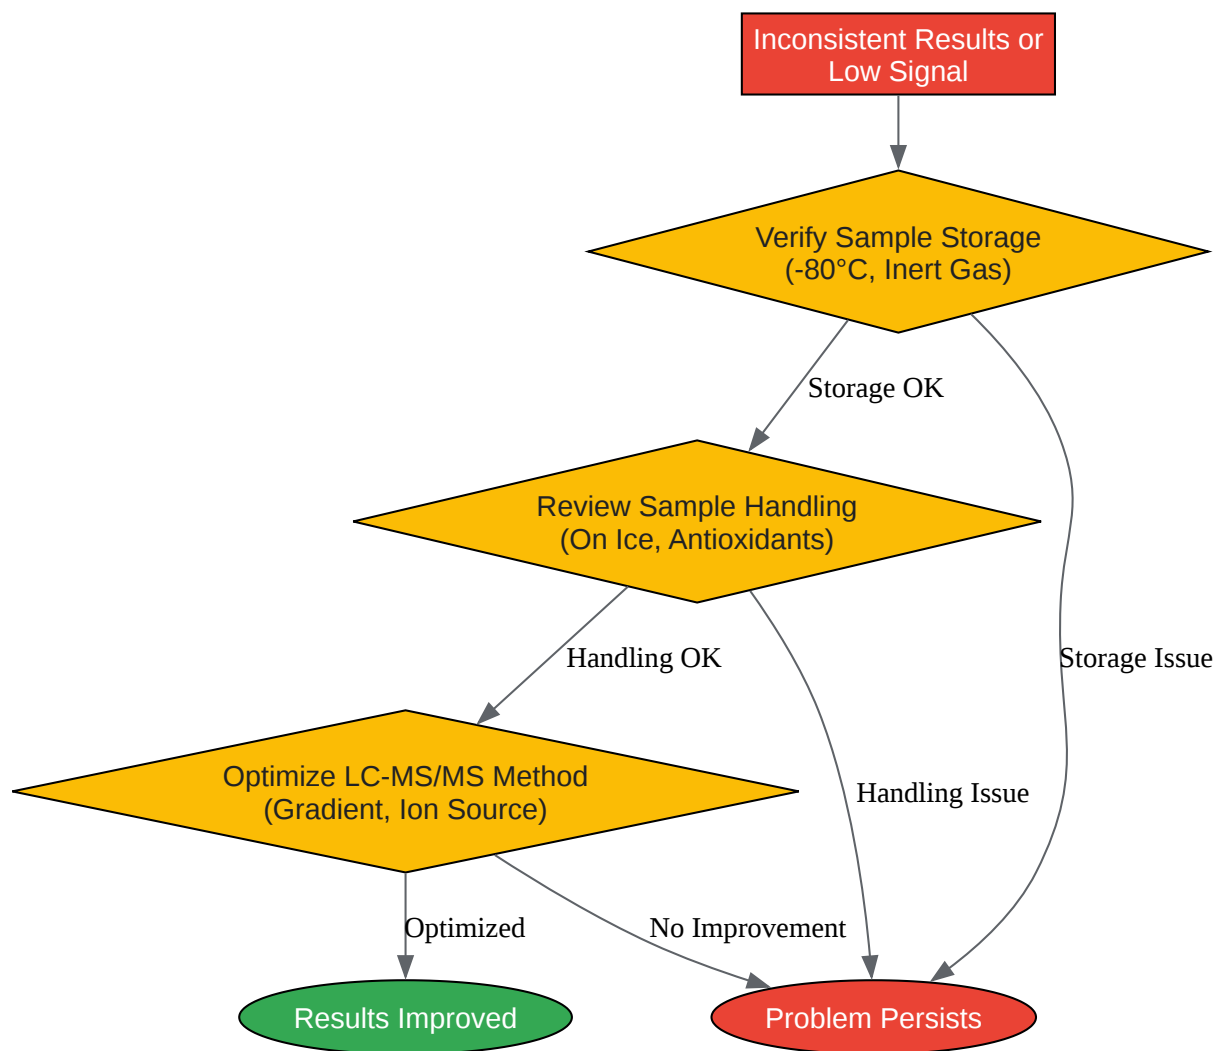 Inconsistent Results or
Low Signal
Verify Sample Storage
(-80°C, Inert Gas)
Storage OK
Review Sample Handling
(On Ice, Antioxidants)
Handling OK
Storage Issue
Optimize LC-MS/MS Method
(Gradient, Ion Source)
Handling Issue
Optimized
No Improvement
Results Improved
Problem Persists